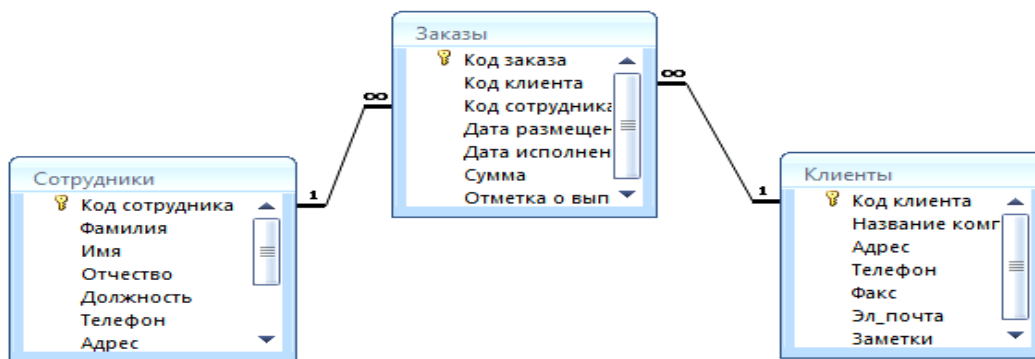 Заказы
Код заказа
Код клиента
Код сотрудника
Дата размещен
Дата исполнен
Сумма
Отметка о вып
∞
∞
1
1
Сотрудники
Код сотрудника
Фамилия
Имя
Отчество
Должность
Телефон
Адрес
Клиенты
Код клиента
Название комп
Адрес
Телефон
Факс
Эл_почта
Заметки